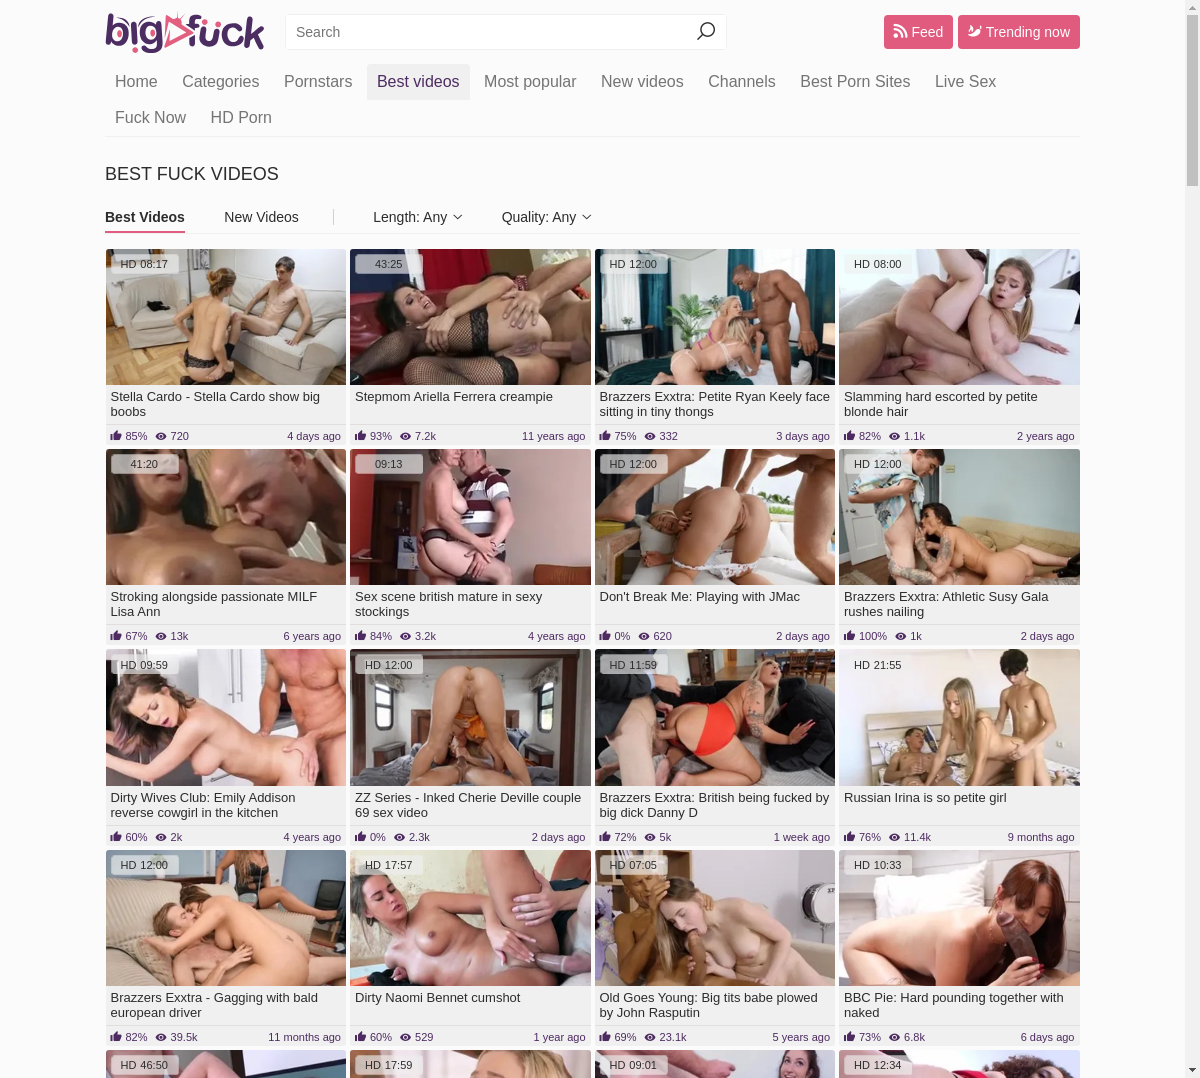 bigfuck
Search
Feed
Trending now
Home Categories Pornstars Best videos Most popular New videos Channels Best Porn Sites Live Sex
Fuck Now HD Porn
BEST FUCK VIDEOS
Best Videos New Videos Length: Any Quality: Any
HD 08:17
43:25
HD 12:00
HD 08:00
Stella Cardo - Stella Cardo show big
boobs
85% 720 4 days ago
Stepmom Ariella Ferrera creampie
93% 7.2k 11 years ago
Brazzers Exxtra: Petite Ryan Keely face
sitting in tiny thongs
75% 332 3 days ago
Slamming hard escorted by petite
blonde hair
82% 1.1k 2 years ago
41:20
09:13
HD 12:00
HD 12:00
Stroking alongside passionate MILF
Lisa Ann
67% 13k 6 years ago
Sex scene british mature in sexy
stockings
84% 3.2k 4 years ago
Don't Break Me: Playing with JMac
0% 620 2 days ago
Brazzers Exxtra: Athletic Susy Gala
rushes nailing
100% 1k 2 days ago
HD 09:59
HD 12:00
HD 11:59
HD 21:55
Dirty Wives Club: Emily Addison
reverse cowgirl in the kitchen
60% 2k 4 years ago
ZZ Series - Inked Cherie Deville couple
69 sex video
0% 2.3k 2 days ago
Brazzers Exxtra: British being fucked by
big dick Danny D
72% 5k 1 week ago
Russian Irina is so petite girl
76% 11.4k 9 months ago
HD 12:00
HD 17:57
HD 07:05
HD 10:33
Brazzers Exxtra - Gagging with bald
european driver
82% 39.5k 11 months ago
Dirty Naomi Bennet cumshot
60% 529 1 year ago
Old Goes Young: Big tits babe plowed
by John Rasputin
69% 23.1k 5 years ago
BBC Pie: Hard pounding together with
naked
73% 6.8k 6 days ago
HD 46:50
HD 17:59
HD 09:01
HD 12:34